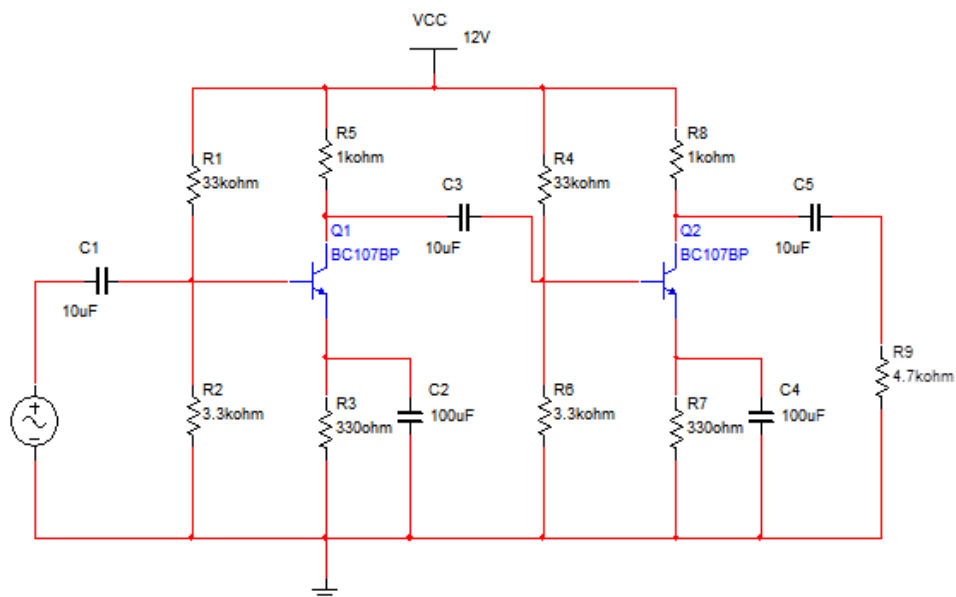 VCC
12V
R5
1kohm
R8
1kohm
R1
33kohm
R4
33kohm
C3
10uF
C5
10uF
Q1
BC107BP
Q2
BC107BP
C1
10uF
R9
4.7kohm
R2
3.3kohm
R3
330ohm
C2
100uF
R6
3.3kohm
R7
330ohm
C4
100uF